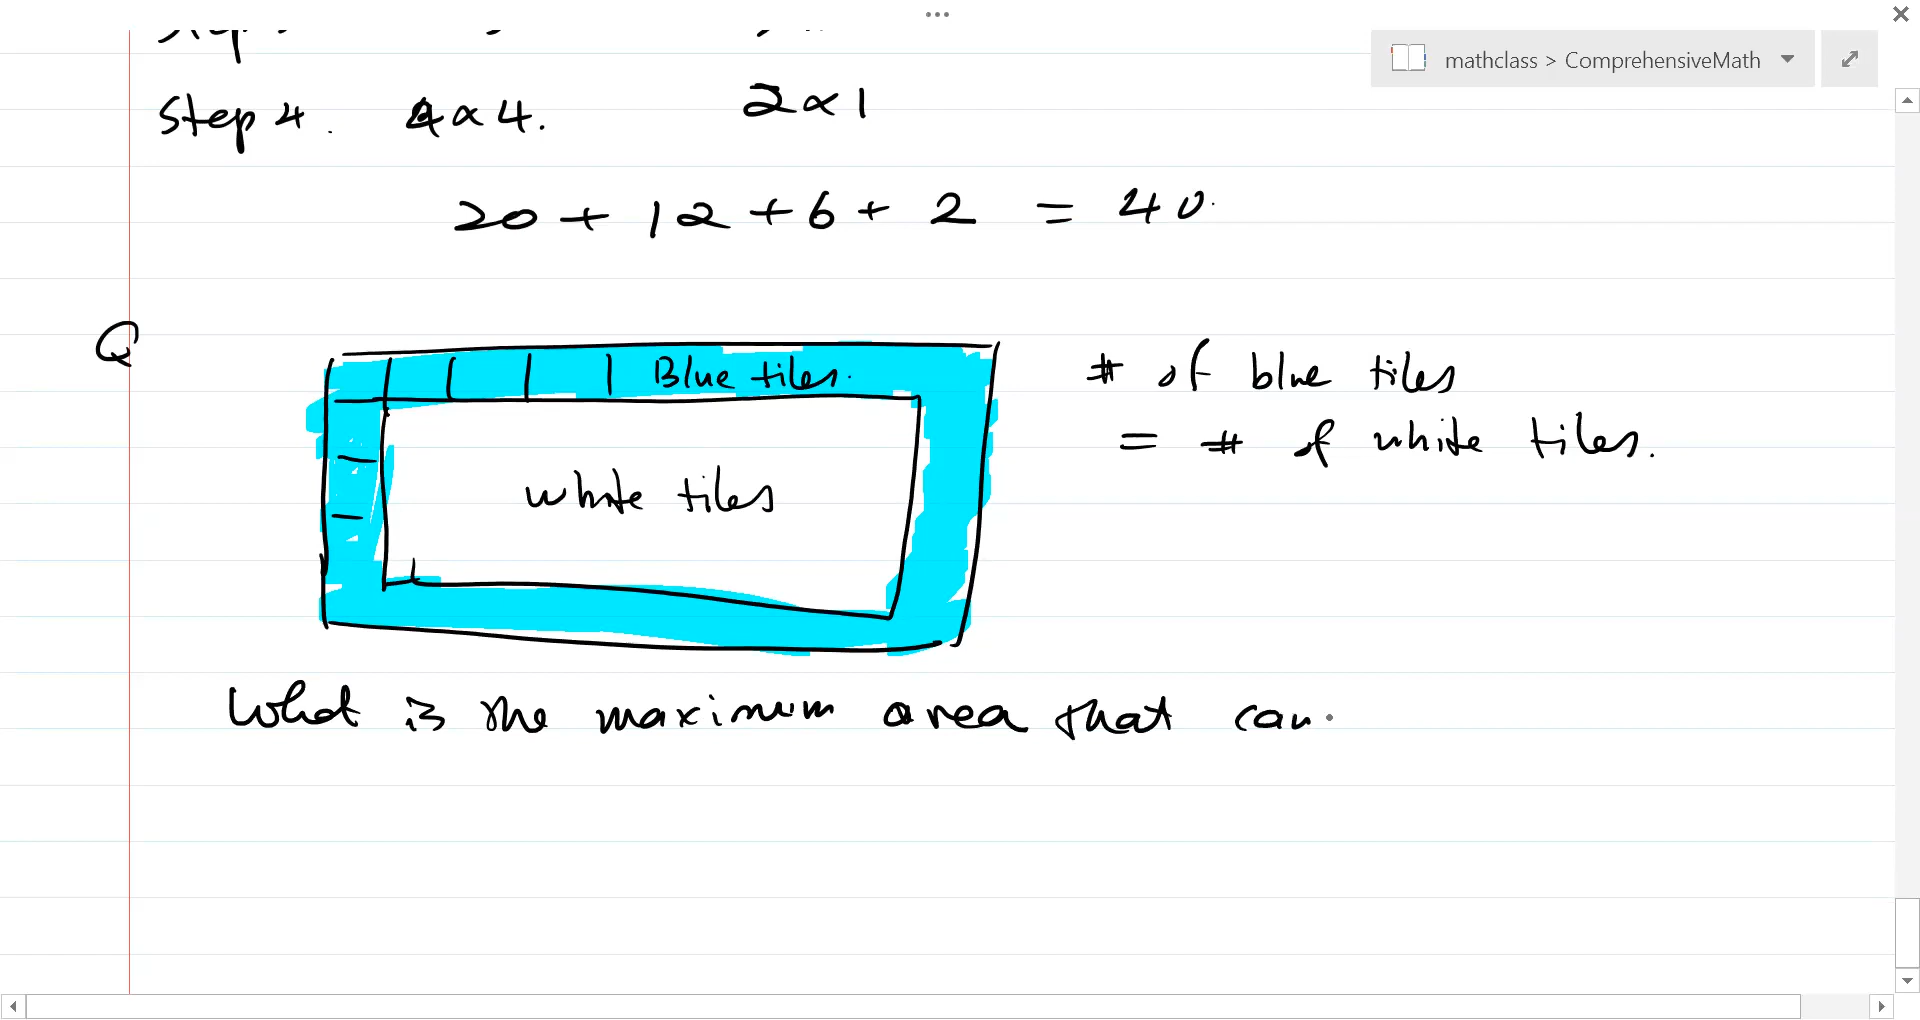 mathclass > ComprehensiveMath
Step 4. 4x4. 2x1
20 + 12 + 6 + 2 = 40.
Q
Blue tiles.
# of blue tiles
= # of white tiles.
white tiles
What is the maximum area that can